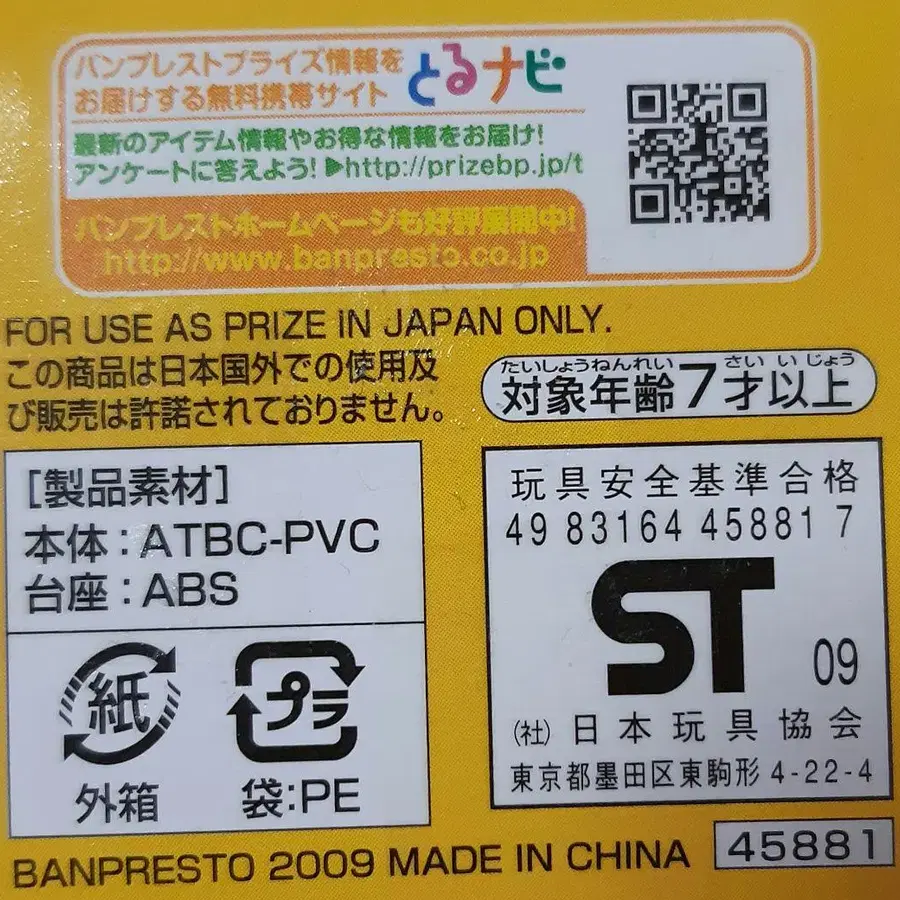 バンプレストプライズ情報を
お届けする無料携帯サイト
とるナビ
最新のアイテム情報やお得な情報をお届け!
アンケートに答えよう!▶http://prizebp.jp/t
バンプレストホームページも好評展開中!
http://www.banpresto.co.jp
FOR USE AS PRIZE IN JAPAN ONLY.
この商品は日本国外での使用及
び販売は許諾されておりません。
たいしょうねんれい さい いじょう
対象年齢7才以上
[製品素材]
本体:ATBC-PVC
台座:ABS
紙
外箱
プラ
袋:PE
玩具安全基準合格
49 83164 45881 7
ST
09
(社) 日本玩具協会
東京都墨田区東駒形 4-22-4
BANPRESTO 2009 MADE IN CHINA
45881